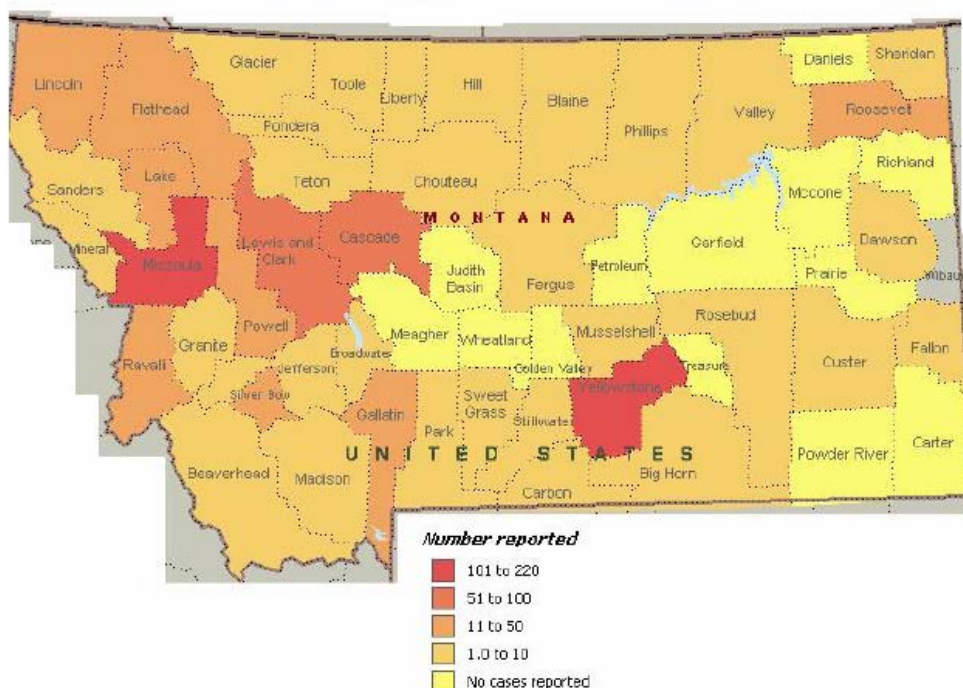 Glacier
Toole
Liberty
Hill
Blaine
Phillips
Valley
Daniels
Sheridan
Lincoln
Flathead
Pondera
Roosevelt
Teton
Chouteau
Richland
Mccone
Sanders
Lake
MONTANA
Lewis and
Clark
Cascade
Dawson
Mineral
Missoula
Judith
Basin
Fergus
Petroleum
Garfield
Prairie
Wibau
Powell
Meagher
Wheatland
Musselshell
Rosebud
Granite
Broadwater
Ravalli
Jefferson
Golden Valley
Treasure
Custer
Fallon
Silver Bow
Gallatin
Park
Sweet
Grass
Stillwater
Yellowstone
Beaverhead
Madison
UNITED STATES
Big Horn
Powder River
Carter
Carbon
Number reported
101 to 220
51 to 100
11 to 50
1.0 to 10
No cases reported